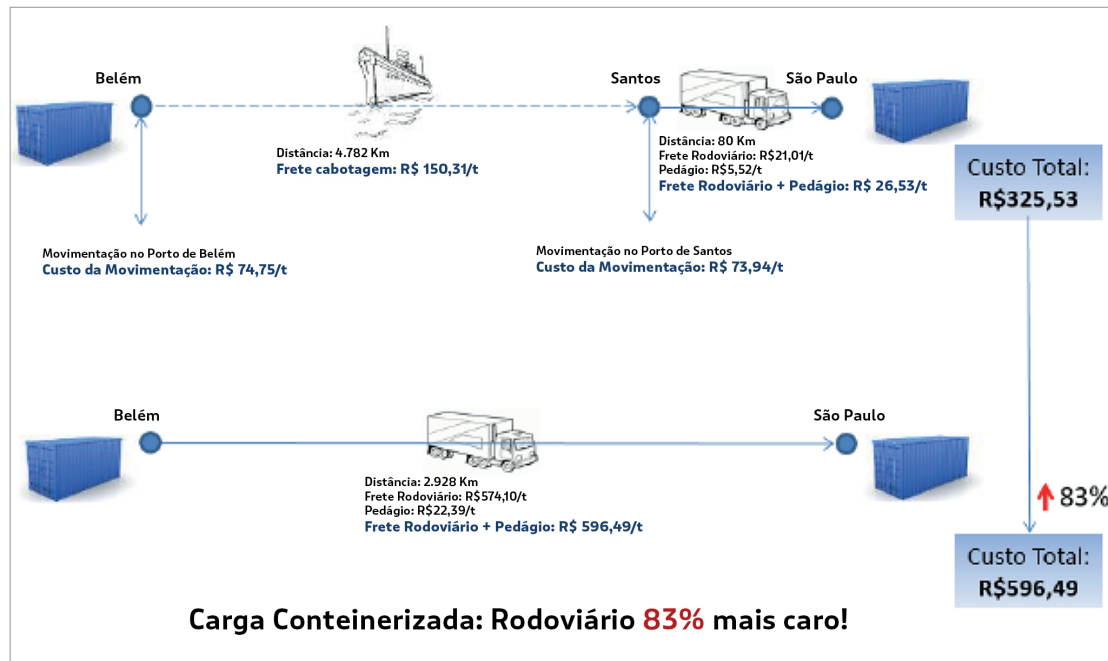 Belém
Santos
São Paulo
Distância: 4.782 Km
Frete cabotagem: R$ 150,31/t
Distância: 80 Km
Frete Rodoviário: R$21,01/t
Pedágio: R$5,52/t
Frete Rodoviário + Pedágio: R$ 26,53/t
Custo Total:
R$325,53
Movimentação no Porto de Belém
Custo da Movimentação: R$ 74,75/t
Movimentação no Porto de Santos
Custo da Movimentação: R$ 73,94/t
Belém
São Paulo
Distância: 2.928 Km
Frete Rodoviário: R$574,10/t
Pedágio: R$22,39/t
Frete Rodoviário + Pedágio: R$ 596,49/t
83%
Custo Total:
R$596,49
Carga Conteinerizada: Rodoviário 83% mais caro!